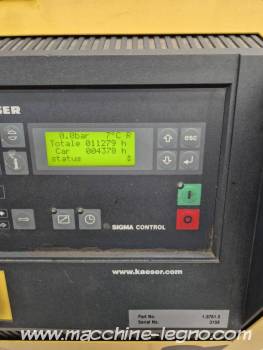 ESER
0.0bar 7°C R
Totale 011279 h
Car 004378 h
status
esc
SIGMA CONTROL
www.kaeser.com
Part No.
Serial No.
www.macchine-legno.com